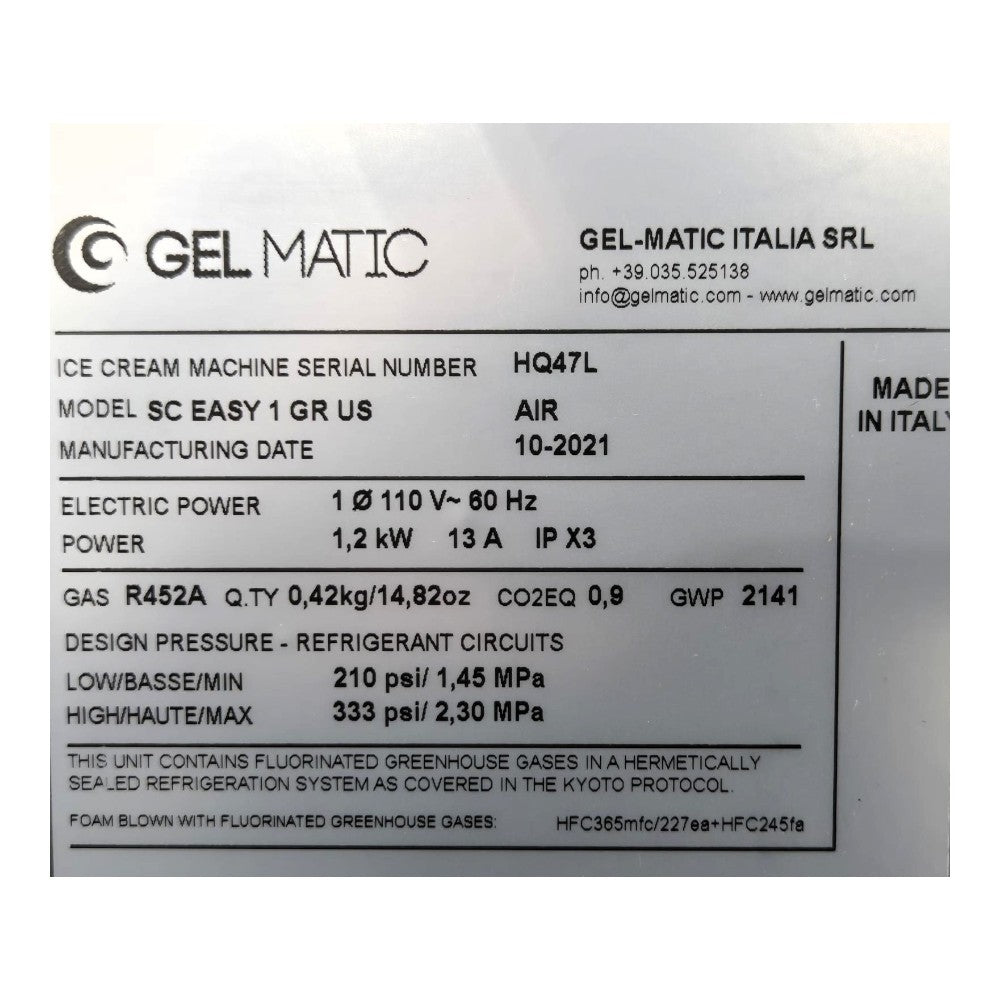 GEL MATIC
GEL-MATIC ITALIA SRL
ph. +39.035.525138
info@gelmatic.com - www.gelmatic.com
ICE CREAM MACHINE SERIAL NUMBER HQ47L
MODEL SC EASY 1 GR US AIR
MANUFACTURING DATE 10-2021
MADE
IN ITALY
ELECTRIC POWER 1 Ø 110 V~ 60 Hz
POWER 1,2 kW 13 A IP X3
GAS R452A Q.TY 0,42kg/14,82oz CO2EQ 0,9 GWP 2141
DESIGN PRESSURE - REFRIGERANT CIRCUITS
LOW/BASSE/MIN 210 psi/ 1,45 MPa
HIGH/HAUTE/MAX 333 psi/ 2,30 MPa
THIS UNIT CONTAINS FLUORINATED GREENHOUSE GASES IN A HERMETICALLY
SEALED REFRIGERATION SYSTEM AS COVERED IN THE KYOTO PROTOCOL.
FOAM BLOWN WITH FLUORINATED GREENHOUSE GASES: HFC365mfc/227ea+HFC245fa